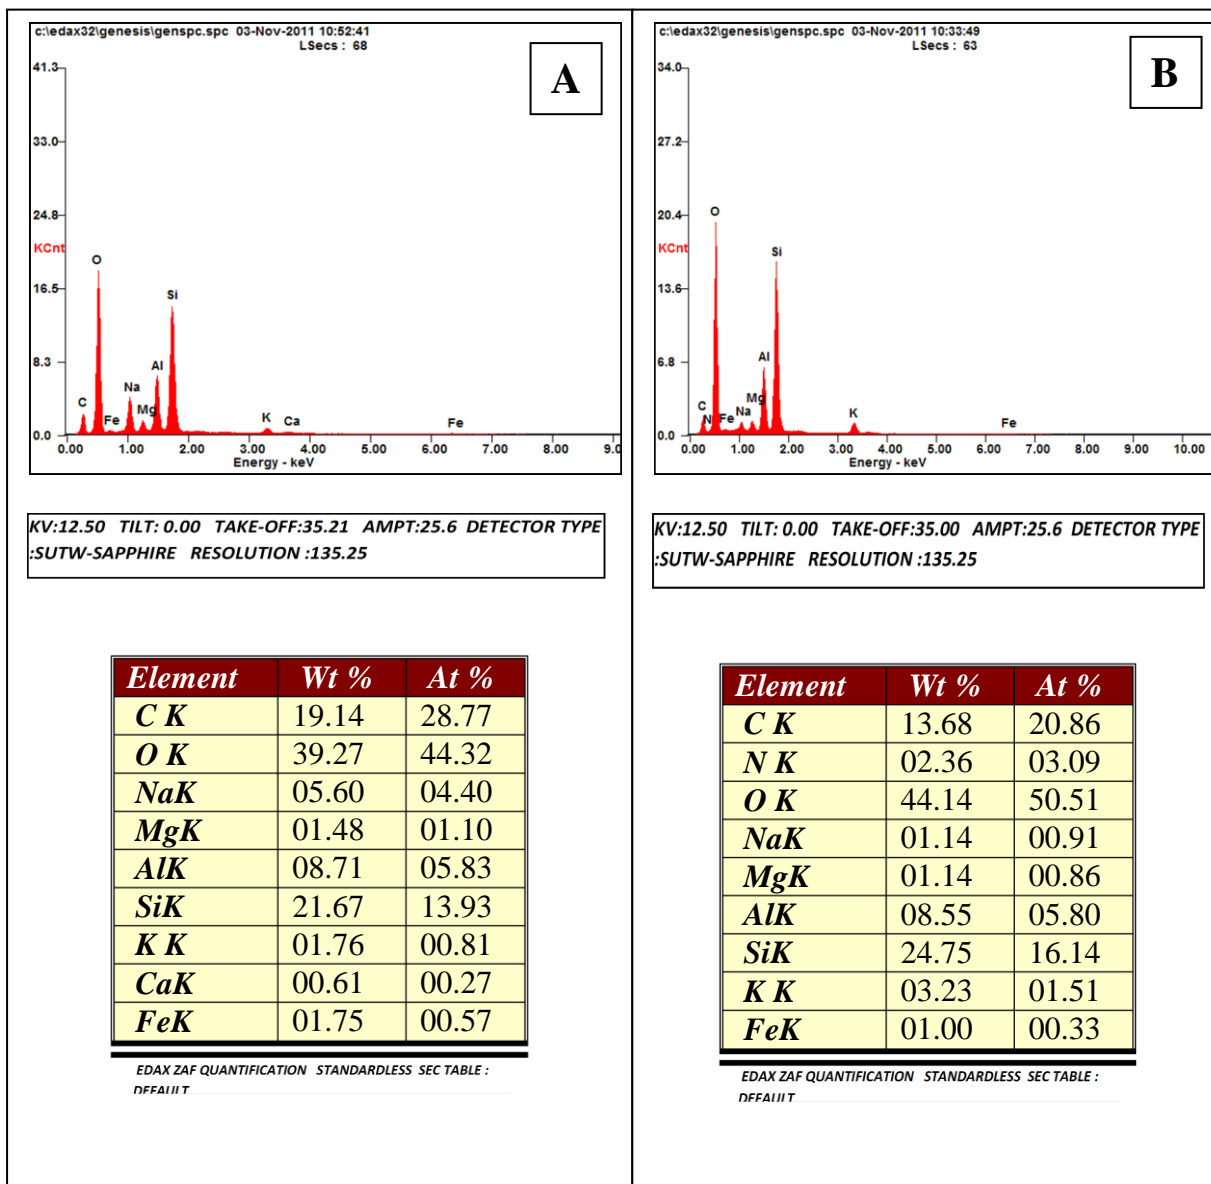 c:\edax32\genesis\genspc.spc 03-Nov-2011 10:52:41
LSecs : 68
A
41.3
33.0
24.8
KCnt
16.5
8.3
0.0
C
O
Fe
Na
Mg
Al
Si
K
Ca
Fe
0.00 1.00 2.00 3.00 4.00 5.00 6.00 7.00 8.00 9.0
Energy - keV
KV:12.50 TILT: 0.00 TAKE-OFF:35.21 AMPT:25.6 DETECTOR TYPE
:SUTW-SAPPHIRE RESOLUTION :135.25
Element Wt % At %
C K 19.14 28.77
O K 39.27 44.32
NaK 05.60 04.40
MgK 01.48 01.10
AlK 08.71 05.83
SiK 21.67 13.93
K K 01.76 00.81
CaK 00.61 00.27
FeK 01.75 00.57
EDAX ZAF QUANTIFICATION STANDARDLESS SEC TABLE :
DEFAULT
c:\edax32\genesis\genspc.spc 03-Nov-2011 10:33:49
LSecs : 63
B
34.0
27.2
20.4
KCnt
13.6
6.8
0.0
C
N
O
Fe
Na
Mg
Al
Si
K
Fe
0.00 1.00 2.00 3.00 4.00 5.00 6.00 7.00 8.00 9.00 10.00
Energy - keV
KV:12.50 TILT: 0.00 TAKE-OFF:35.00 AMPT:25.6 DETECTOR TYPE
:SUTW-SAPPHIRE RESOLUTION :135.25
Element Wt % At %
C K 13.68 20.86
N K 02.36 03.09
O K 44.14 50.51
NaK 01.14 00.91
MgK 01.14 00.86
AlK 08.55 05.80
SiK 24.75 16.14
K K 03.23 01.51
FeK 01.00 00.33
EDAX ZAF QUANTIFICATION STANDARDLESS SEC TABLE :
DEFAULT